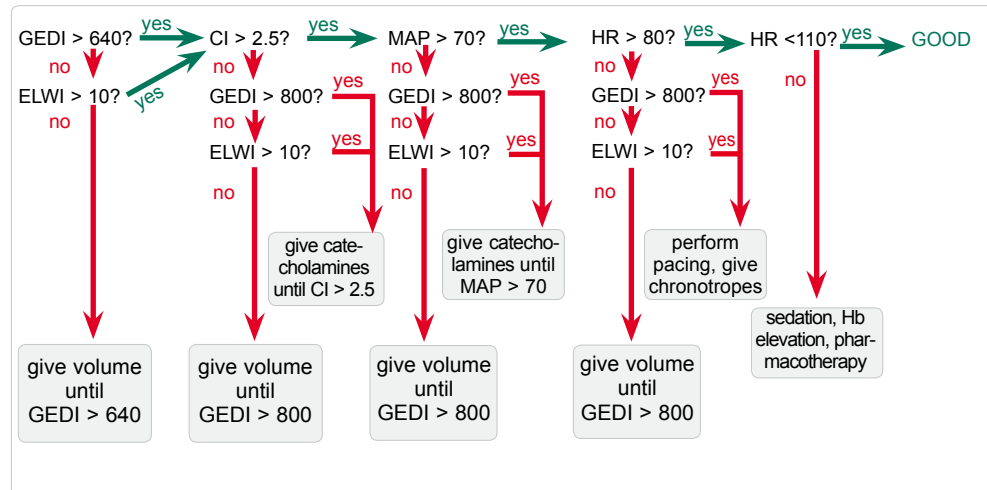 GEDI > 640?
yes
CI > 2.5?
yes
MAP > 70?
yes
HR > 80?
yes
HR <110?
yes
GOOD
no
ELWI > 10?
yes
no
no
GEDI > 800?
yes
no
ELWI > 10?
yes
no
no
GEDI > 800?
yes
no
ELWI > 10?
yes
no
no
GEDI > 800?
yes
no
ELWI > 10?
yes
no
no
give cate-
cholamines
until CI > 2.5
give catecho-
lamines until
MAP > 70
perform
pacing, give
chronotropes
sedation, Hb
elevation, phar-
macotherapy
give volume
until
GEDI > 640
give volume
until
GEDI > 800
give volume
until
GEDI > 800
give volume
until
GEDI > 800